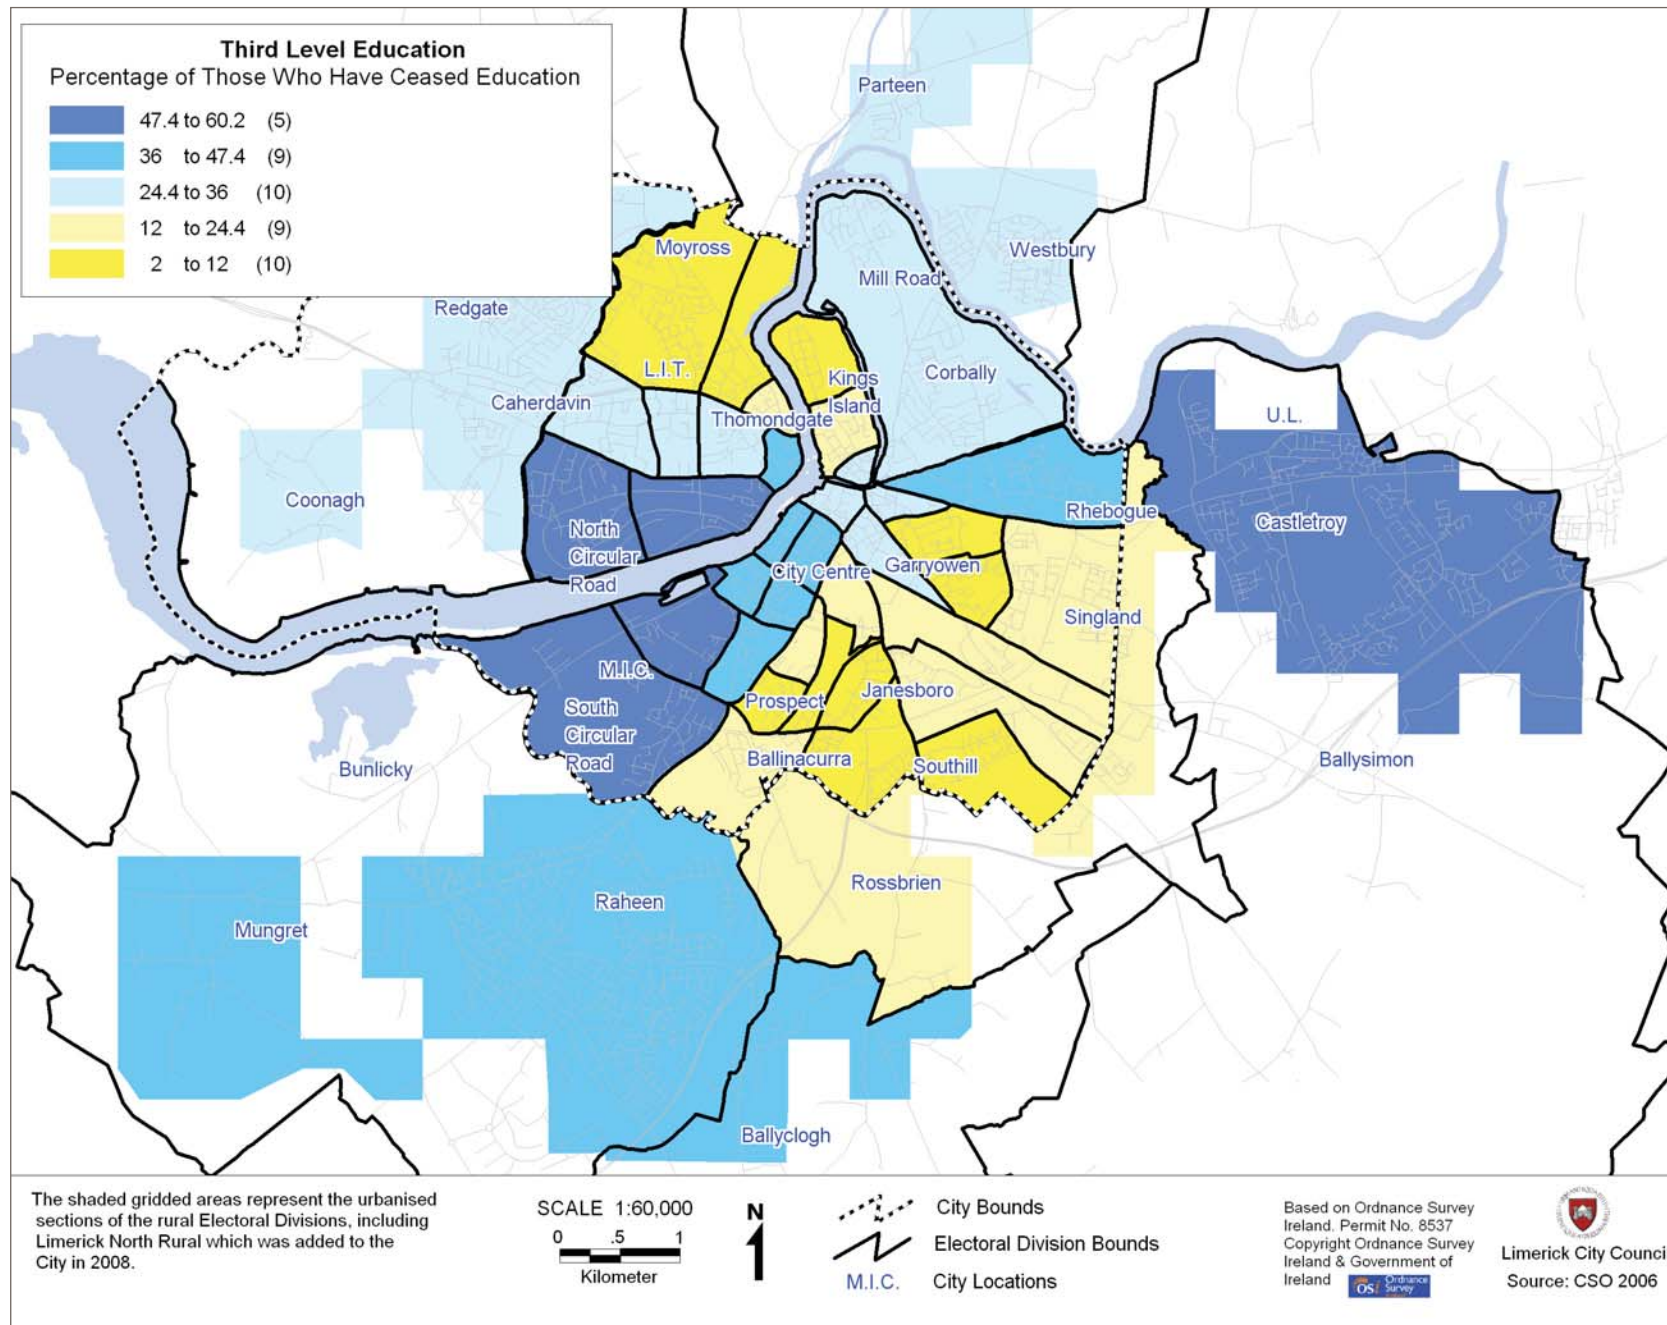 Third Level Education
Percentage of Those Who Have Ceased Education
47.4 to 60.2 (5)
36 to 47.4 (9)
24.4 to 36 (10)
12 to 24.4 (9)
2 to 12 (10)
Parteen
Moyross
Westbury
Mill Road
Redgate
L.I.T.
Kings
Island
Corbally
Caherdavin
Thomondgate
U.L.
Coonagh
Rhebogue
Castletroy
North
Circular
Road
City Centre
Garryowen
Singland
M.I.C.
Prospect
Janesboro
South
Circular
Road
Bunlicky
Ballinacurra
Southill
Ballysimon
Rossbrien
Raheen
Mungret
Ballyclogh
The shaded gridded areas represent the urbanised
sections of the rural Electoral Divisions, including
Limerick North Rural which was added to the
City in 2008.
SCALE 1:60,000
0 .5 1
Kilometer
N
City Bounds
Electoral Division Bounds
M.I.C. City Locations
Based on Ordnance Survey
Ireland. Permit No. 8537
Copyright Ordnance Survey
Ireland & Government of
Ireland
OSi Ordnance
Survey
Limerick City Counci
Source: CSO 2006